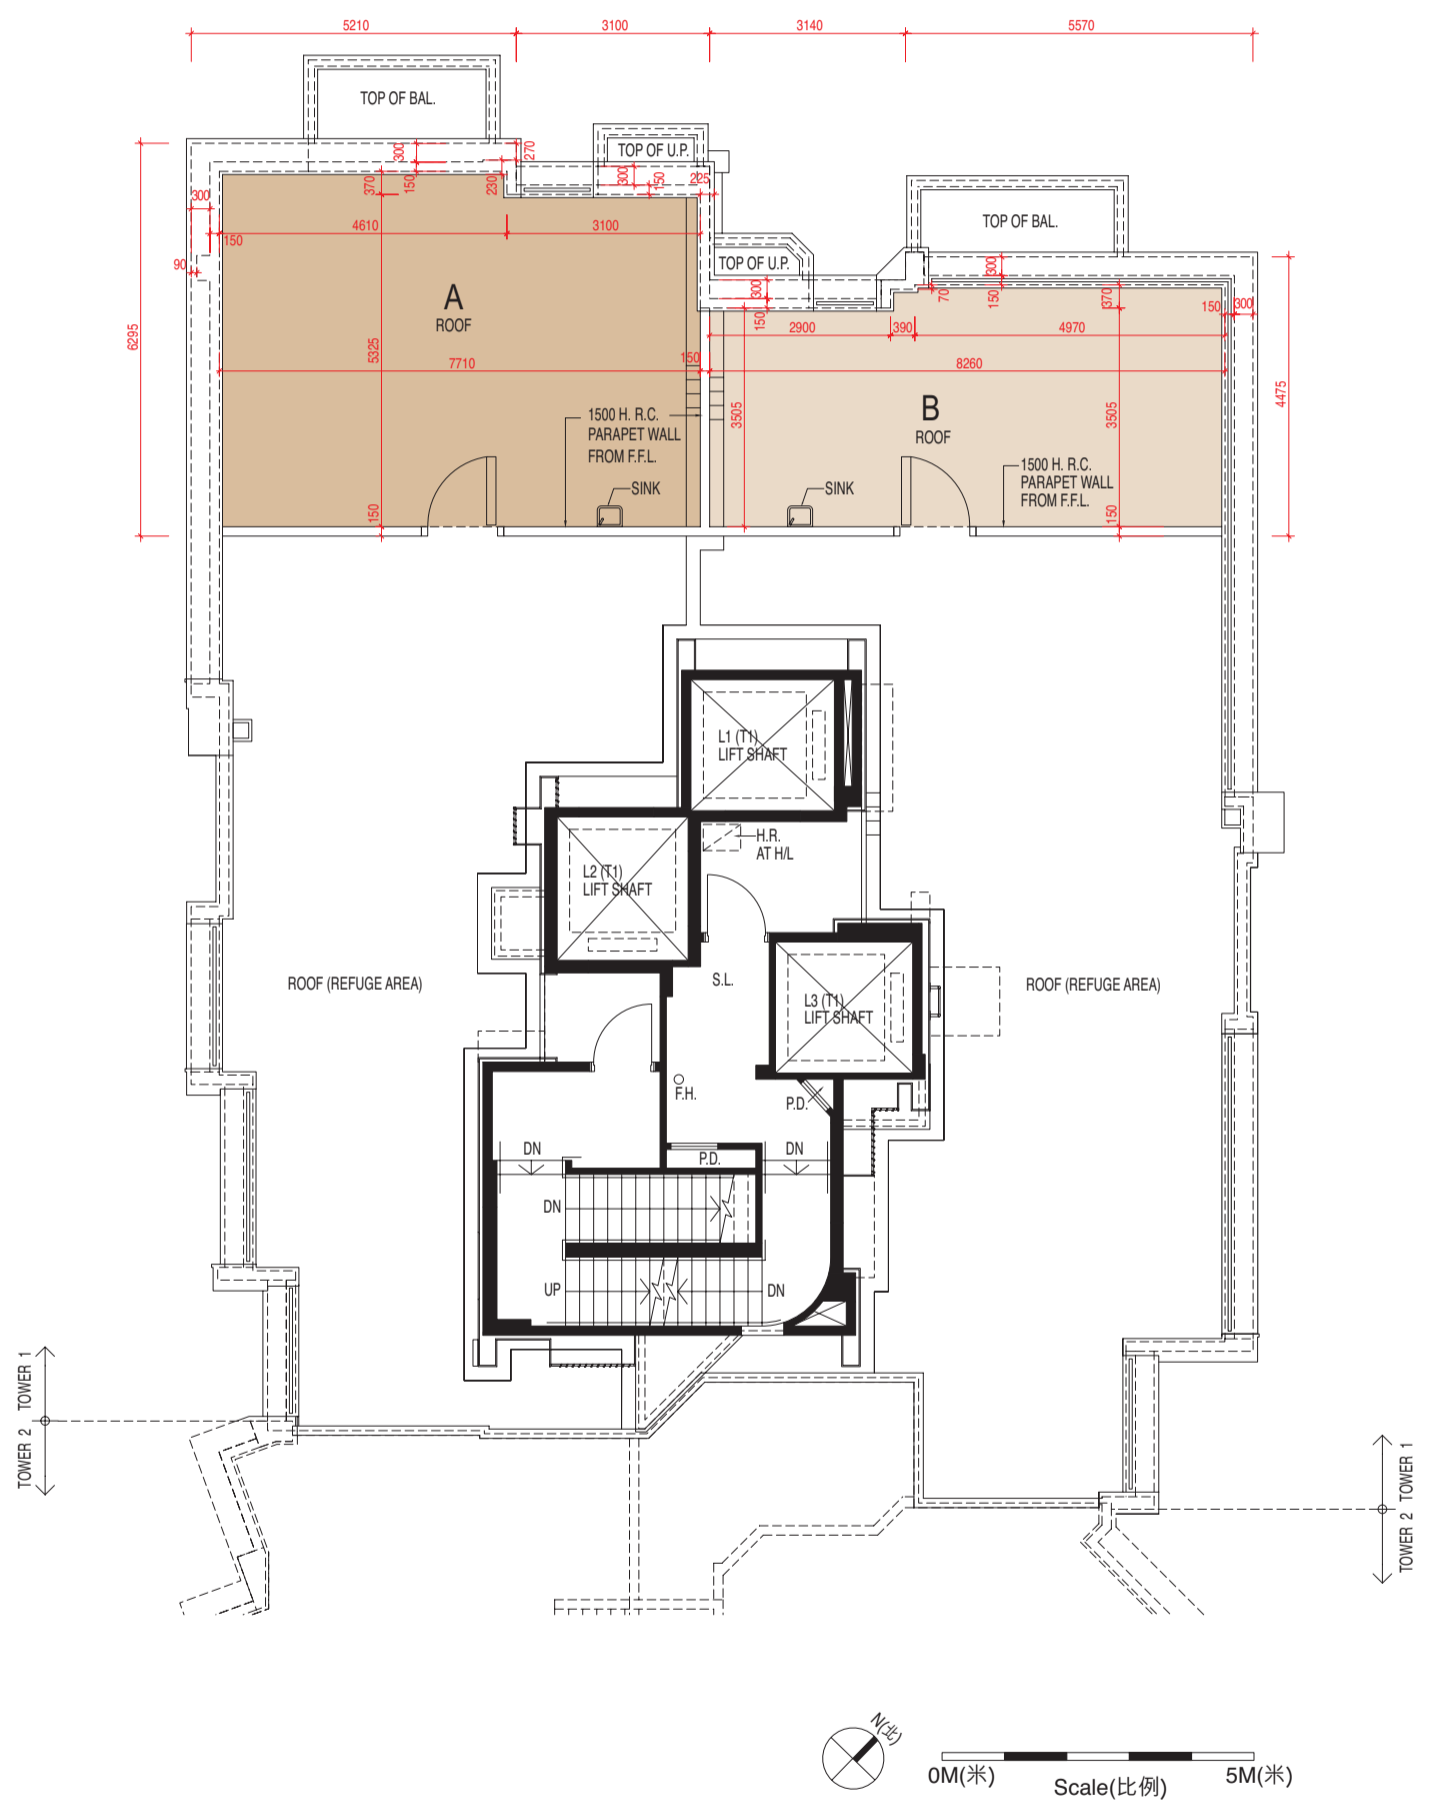 5210
3100
3140
5570
TOP OF BAL.
TOP OF U.P.
TOP OF BAL.
TOP OF U.P.
270
300
150
370
230
300
150
225
300
150
90
4610
3100
300
150
70
150
370
150
300
300
150
2900
390
4970
A
ROOF
6295
5325
7710
150
8260
4475
3505
3505
B
ROOF
1500 H. R.C.
PARAPET WALL
FROM F.F.L.
1500 H. R.C.
PARAPET WALL
FROM F.F.L.
SINK
SINK
150
150
L1 (T1)
LIFT SHAFT
H.R.
AT H/L
L2 (T1)
LIFT SHAFT
ROOF (REFUGE AREA)
S.L.
L3 (T1)
LIFT SHAFT
ROOF (REFUGE AREA)
F.H.
P.D.
DN
P.D.
DN
DN
UP
DN
TOWER 1
TOWER 2
TOWER 1
TOWER 2
N(北)
0M(米)
5M(米)
Scale(比例)